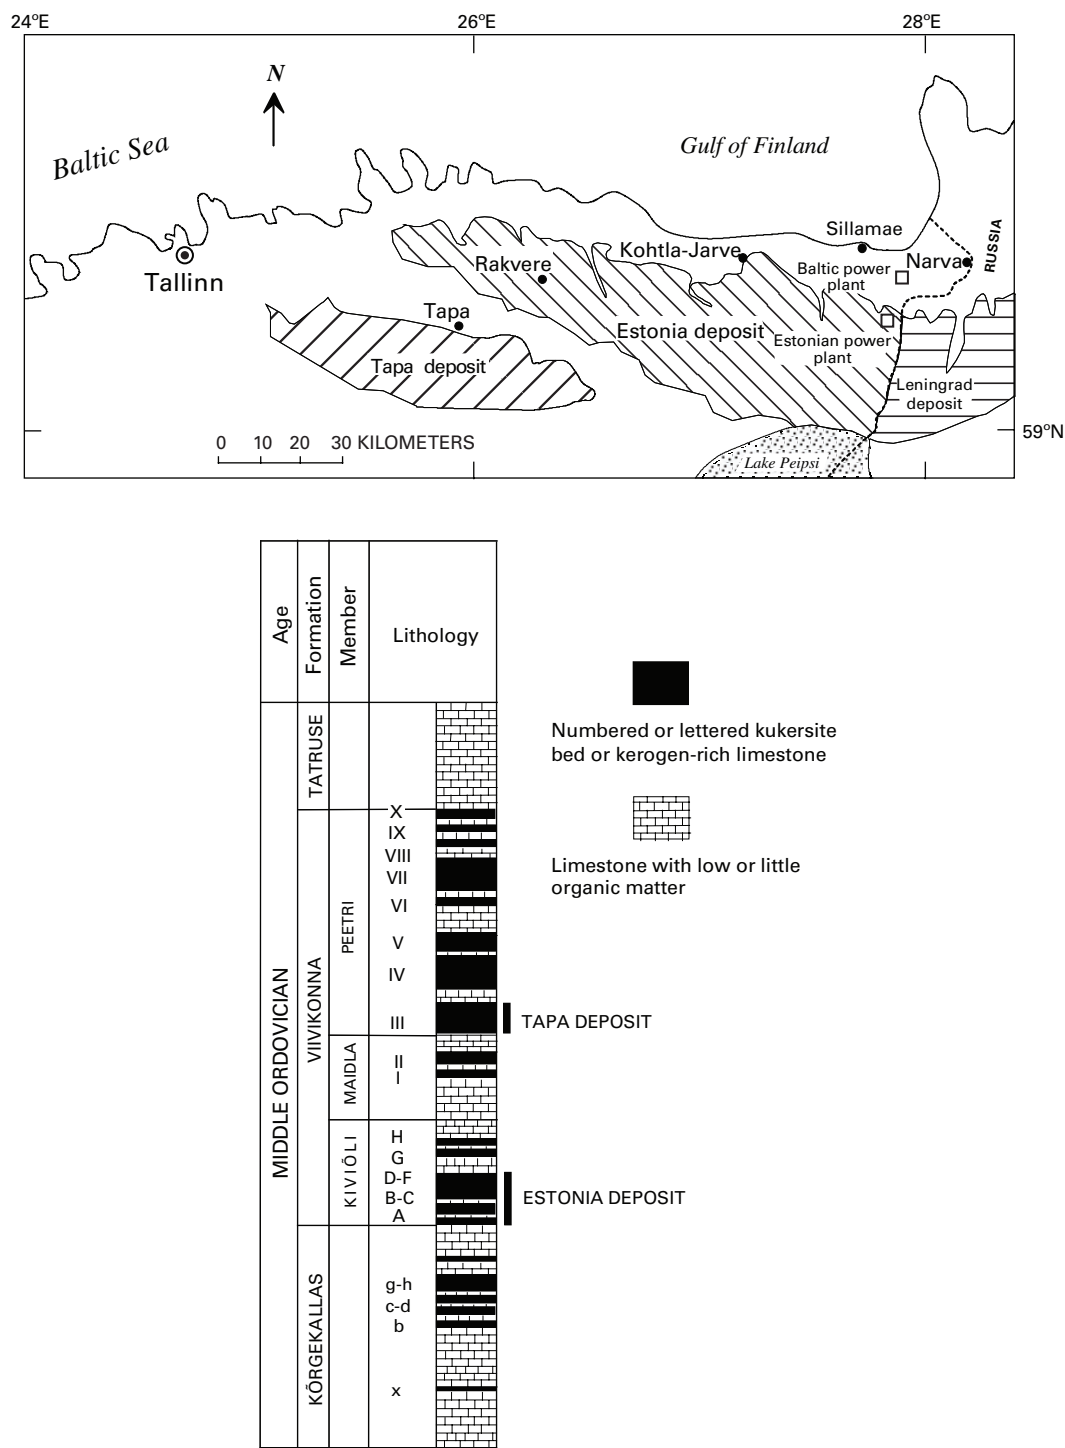 24°E
26°E
28°E
N
Baltic Sea
Gulf of Finland
Sillamae
RUSSIA
Kohtla-Jarve
Narva
Rakvere
Baltic power
plant
Tallinn
Tapa
Estonia deposit
Estonian power
plant
Tapa deposit
Leningrad
deposit
0 10 20 30 KILOMETERS
59°N
Lake Peipsi
Age
Formation
Member
Lithology
Numbered or lettered kukersite
bed or kerogen-rich limestone
Limestone with low or little
organic matter
MIDDLE ORDOVICIAN
TATRUSE
VIIVIKONNA
KÕRGEKALLAS
PEETRI
MAIDLA
KIVIÕLI
X
IX
VIII
VII
VI
V
IV
III
TAPA DEPOSIT
II
I
H
G
D-F
B-C
ESTONIA DEPOSIT
A
g-h
c-d
b
x